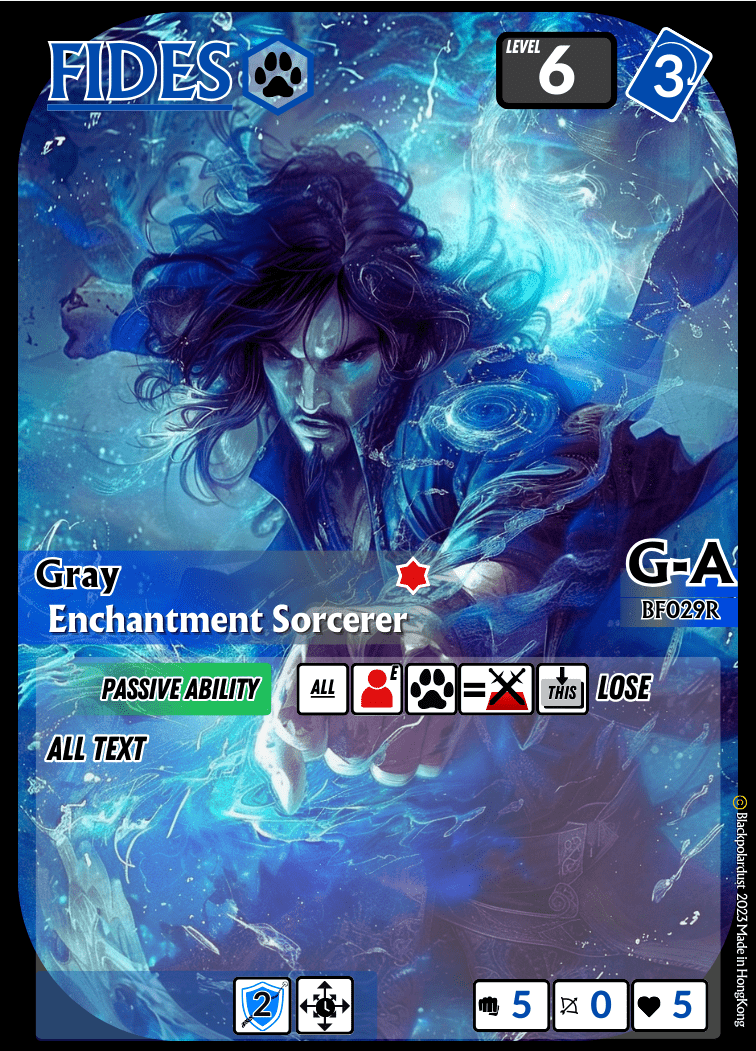 FIDES
LEVEL
6
3
Gray
Enchantment Sorcerer
G-A
BF029R
PASSIVE ABILITY ALL E = THIS LOSE
ALL TEXT
2
5 0 5
© Blackpolardust 2023 Made in HongKong